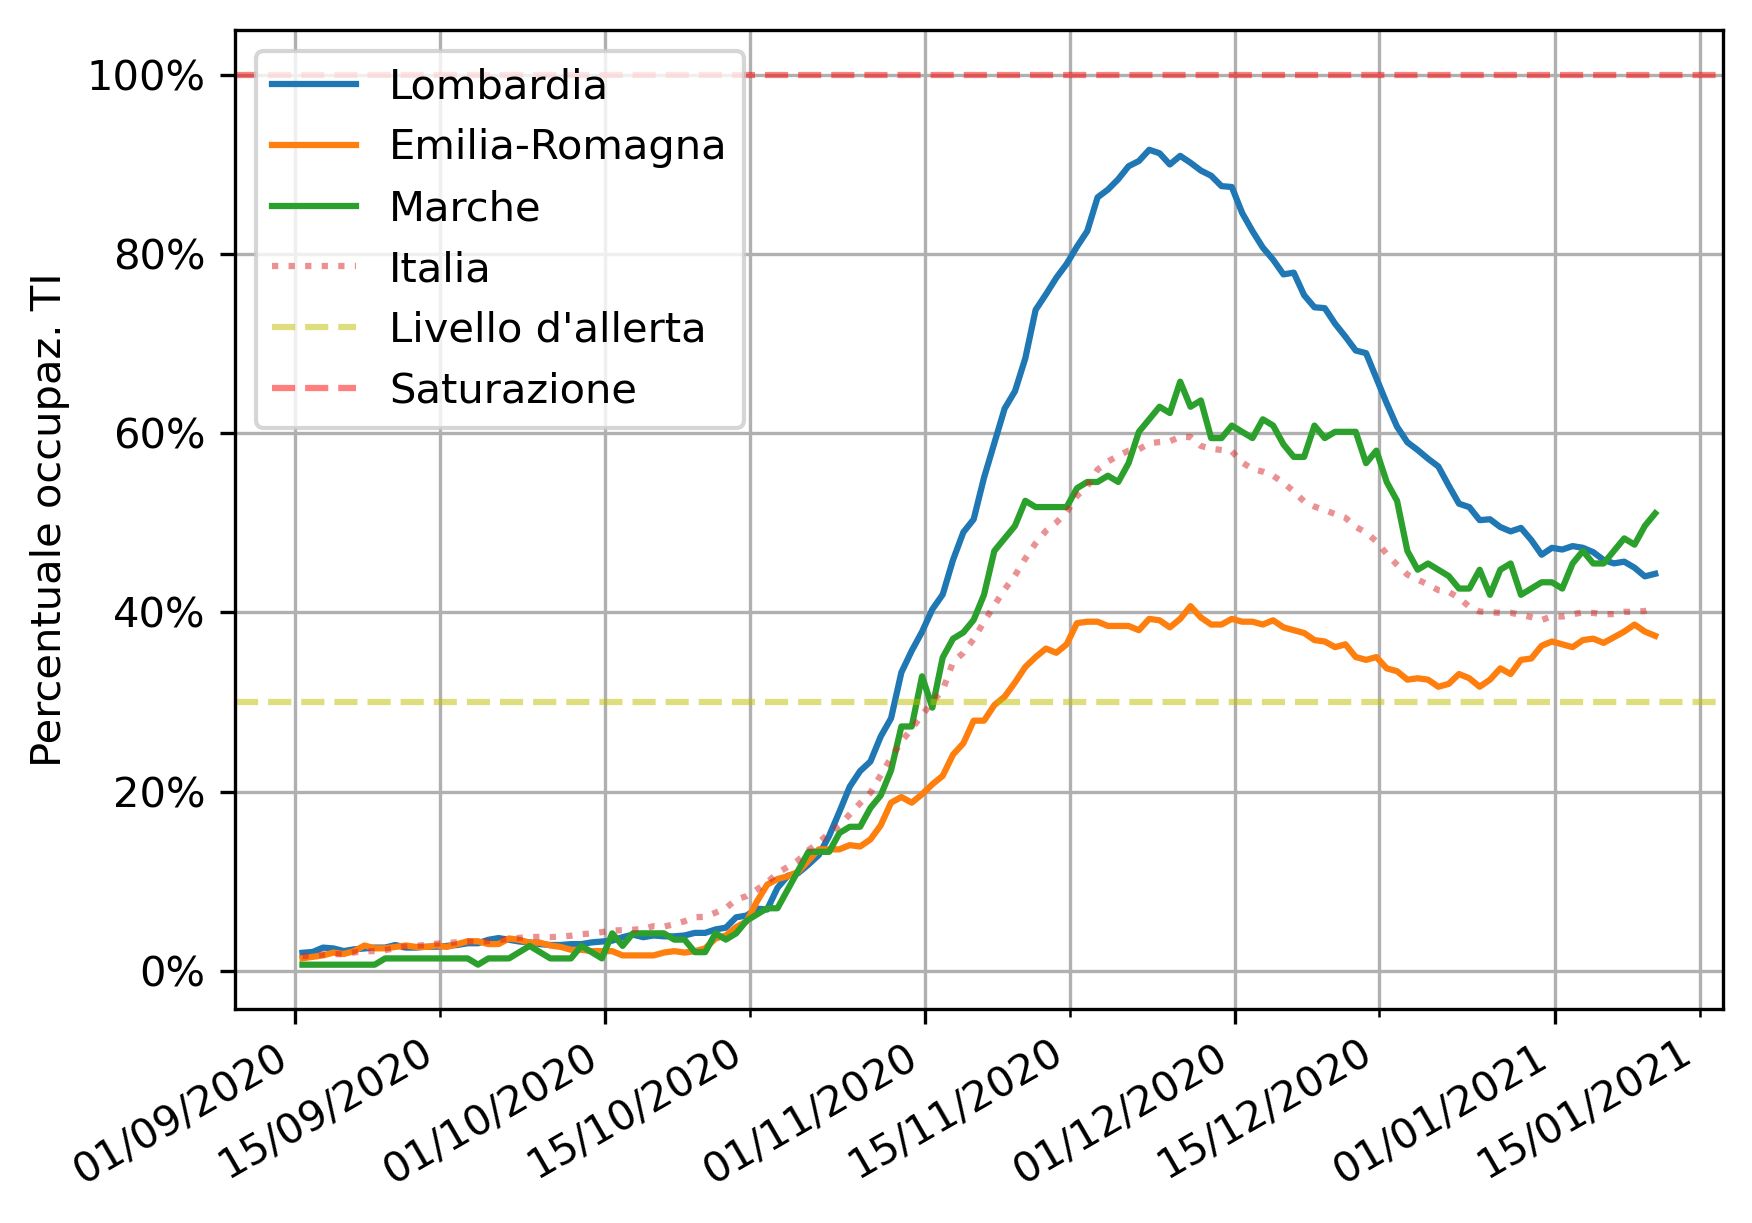 100%
80%
60%
40%
20%
0%
Percentuale occupaz. TI
Lombardia
Emilia-Romagna
Marche
Italia
Livello d'allerta
Saturazione
01/09/2020
15/09/2020
01/10/2020
15/10/2020
01/11/2020
15/11/2020
01/12/2020
15/12/2020
01/01/2021
15/01/2021